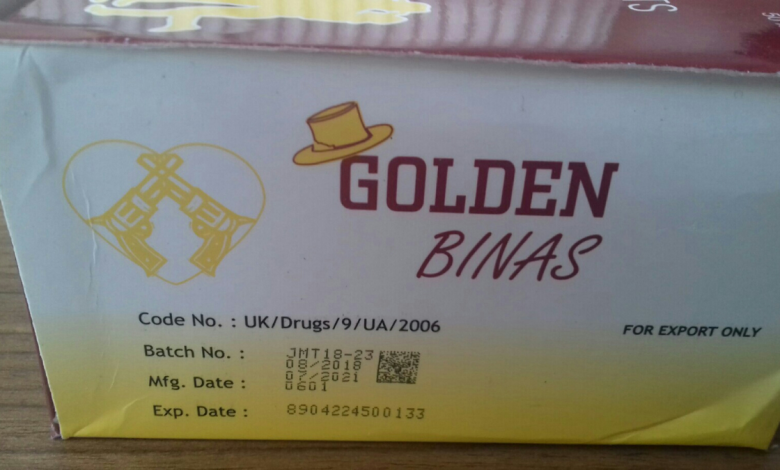 GOLDEN
BINAS
Code No. : UK/Drugs/9/UA/2006
FOR EXPORT ONLY
Batch No. : JMT18-23
08/2018
Mfg. Date : 07/2021
0601
Exp. Date : 8904224500133